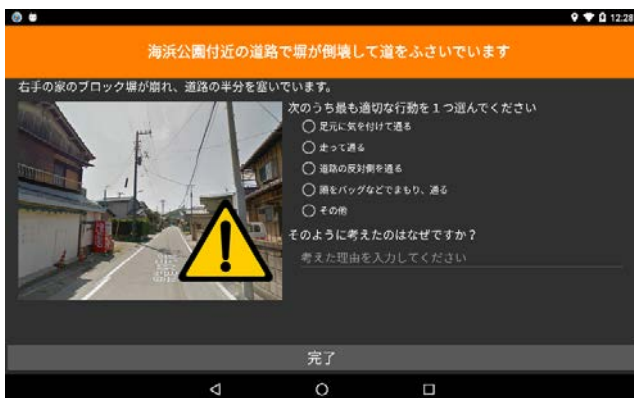 12:28
海浜公園付近の道路で塀が倒壊して道をふさいでいます
右手の家のブロック塀が崩れ、道路の半分を塞いでいます。
次のうち最も適切な行動を１つ選んでください
足元に気を付けて通る
走って通る
道路の反対側を通る
頭をバッグなどでまもり、通る
その他
そのように考えたのはなぜですか？
考えた理由を入力してください
完了